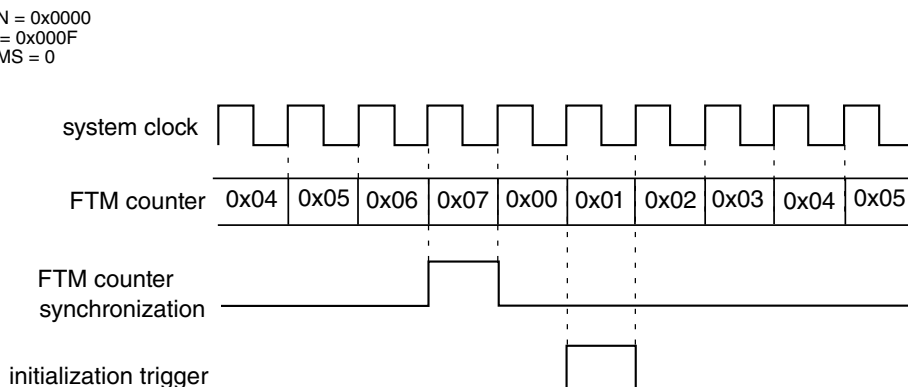 N = 0x0000
= 0x000F
MS = 0
system clock
FTM counter 0x04 0x05 0x06 0x07 0x00 0x01 0x02 0x03 0x04 0x05
FTM counter
synchronization
initialization trigger